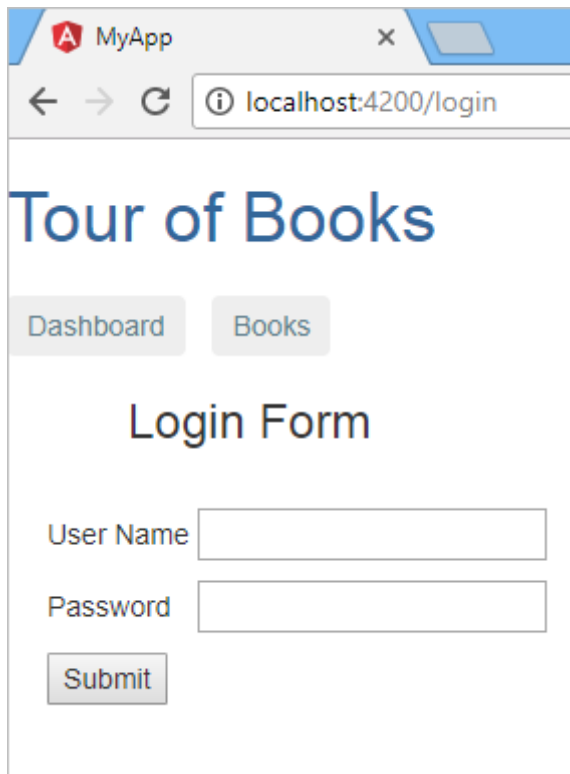 MyApp
localhost:4200/login
Tour of Books
Dashboard Books
Login Form
User Name
Password
Submit